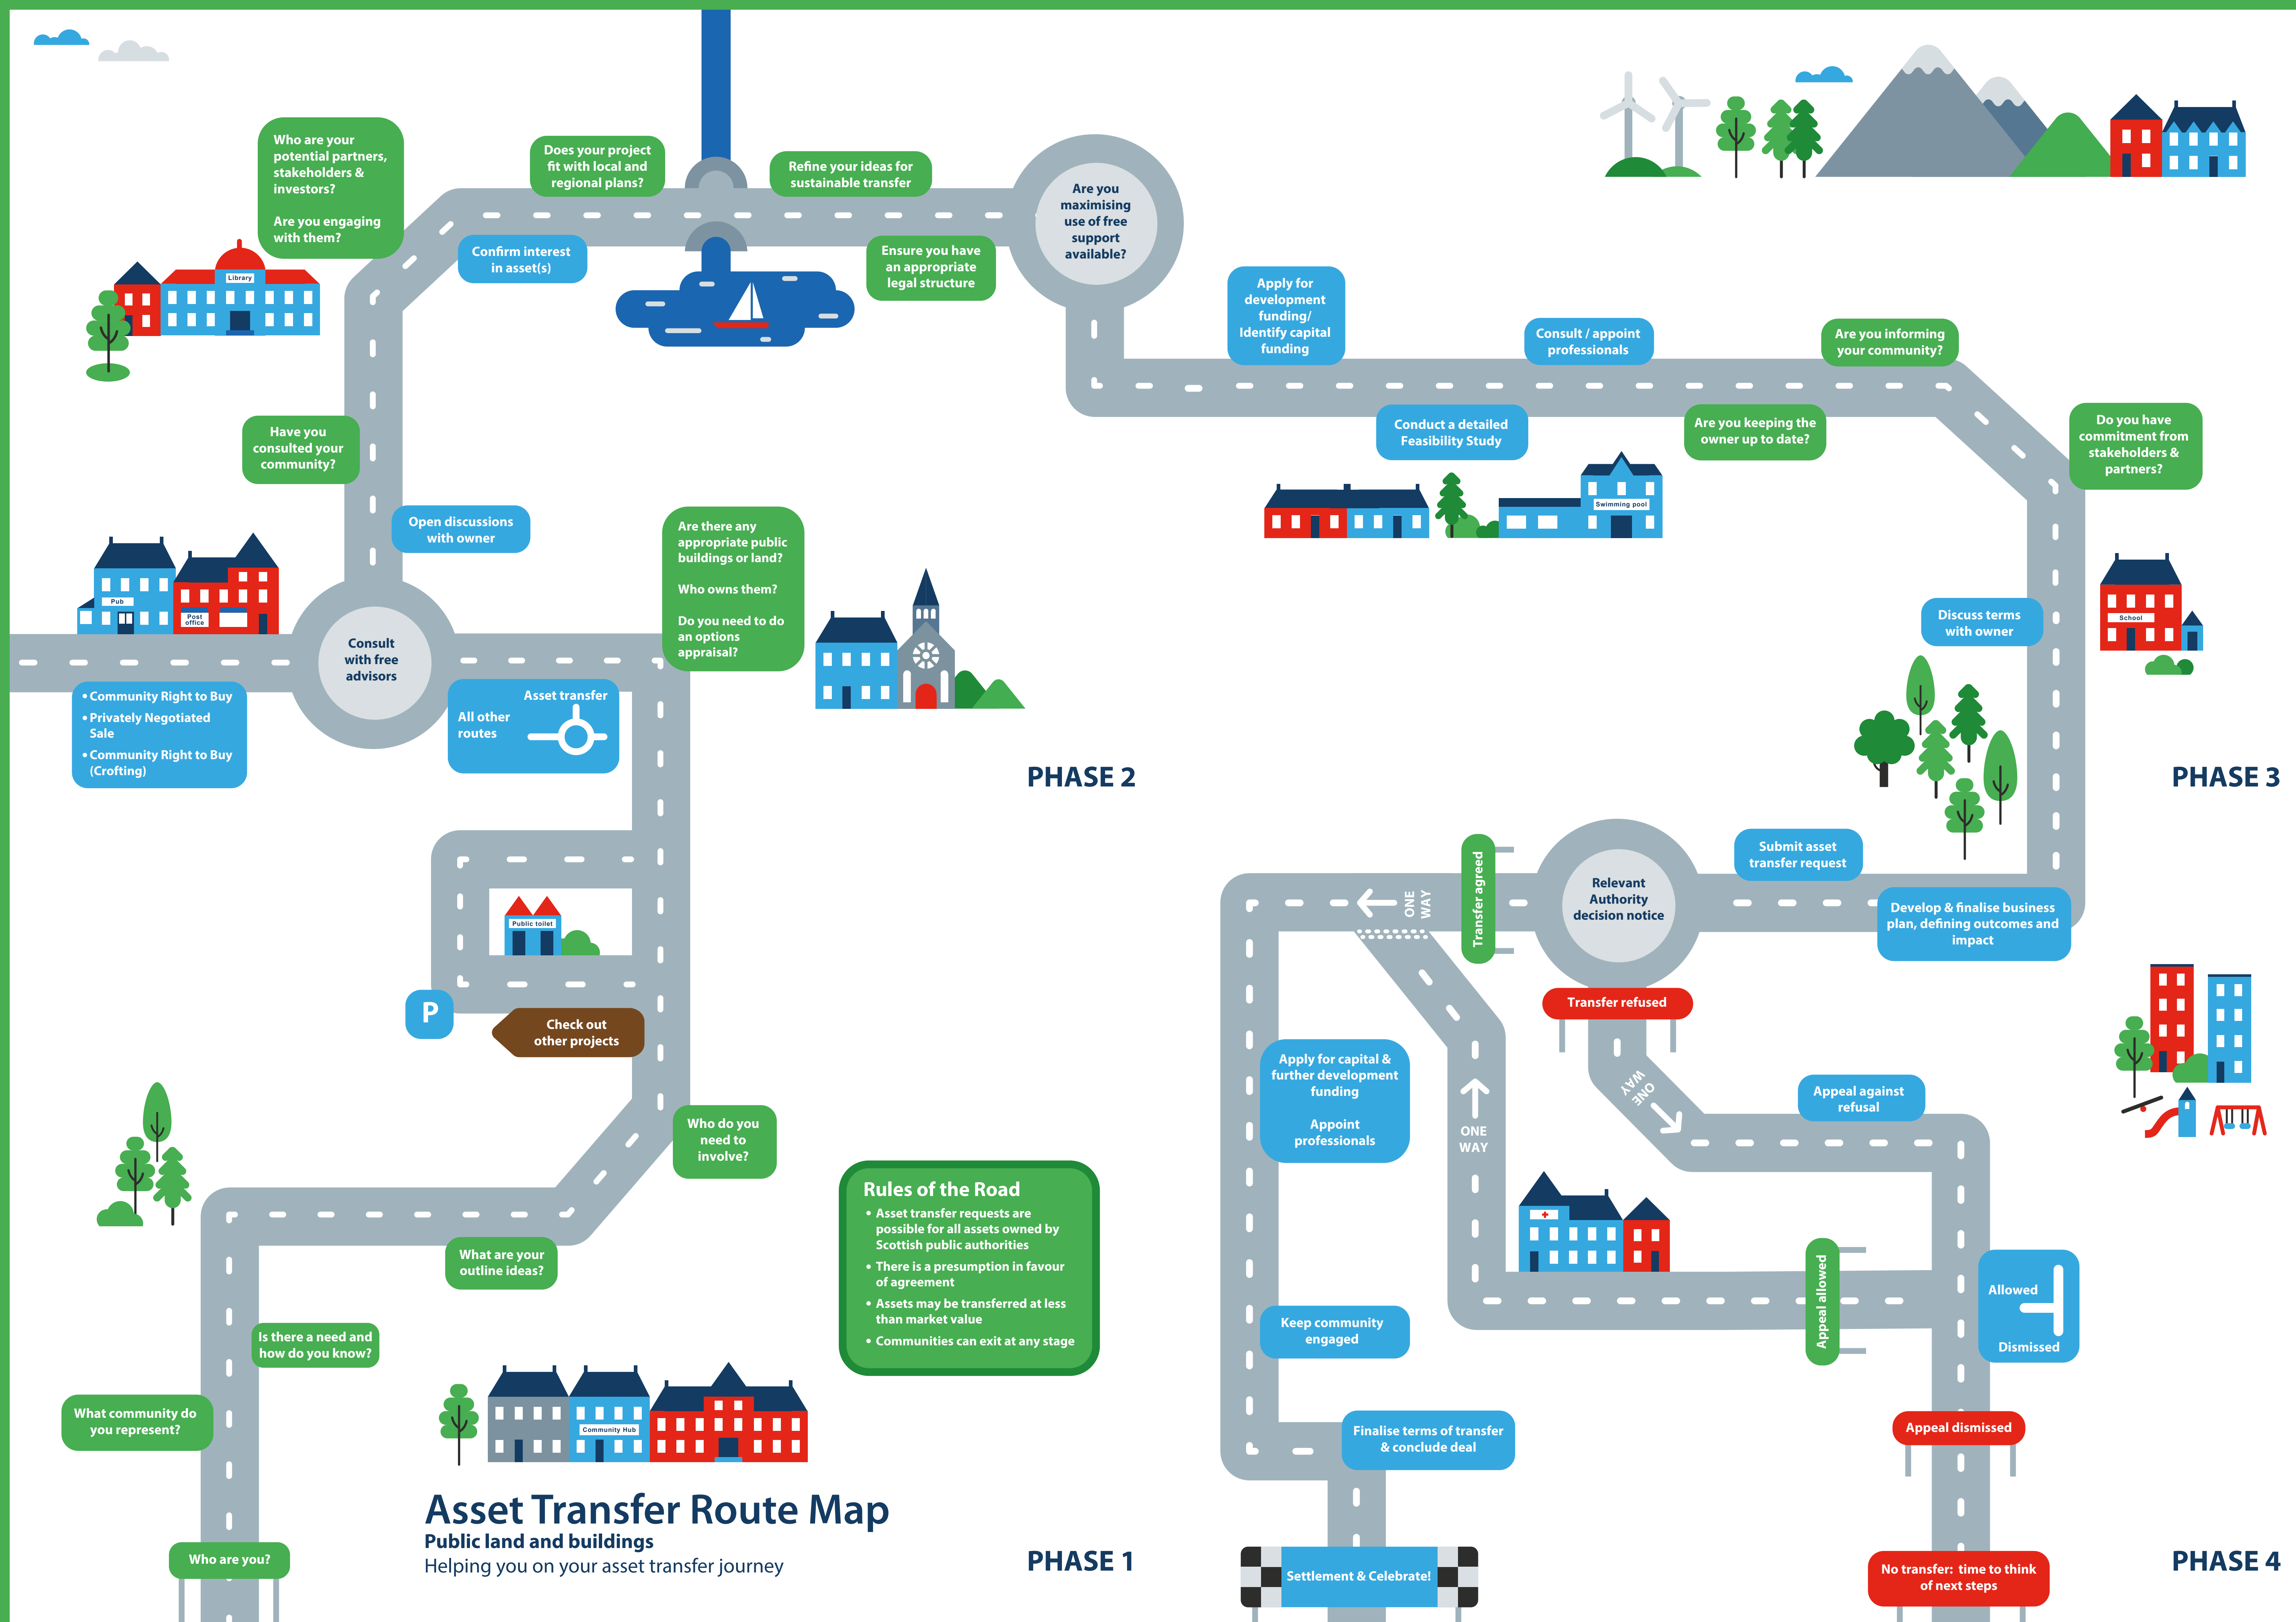 Who are your
potential partners,
stakeholders &
investors?
Are you engaging
with them?
Does your project
fit with local and
regional plans?
Refine your ideas for
sustainable transfer
Confirm interest
in asset(s)
Ensure you have
an appropriate
legal structure
Are you
maximising
use of free
support
available?
Library
Have you
consulted your
community?
Open discussions
with owner
Pub
Post
office
Consult
with free
advisors
• Community Right to Buy
• Privately Negotiated
Sale
• Community Right to Buy
(Crofting)
Asset transfer
All other
routes
Are there any
appropriate public
buildings or land?
Who owns them?
Do you need to do
an options
appraisal?
PHASE 2
Apply for
development
funding/
Identify capital
funding
Consult / appoint
professionals
Are you informing
your community?
Conduct a detailed
Feasibility Study
Are you keeping the
owner up to date?
Do you have
commitment from
stakeholders &
partners?
Swimming pool
Discuss terms
with owner
School
PHASE 3
Public toilet
P
Check out
other projects
Who do you
need to
involve?
What are your
outline ideas?
Is there a need and
how do you know?
What community do
you represent?
Who are you?
Community Hub
Rules of the Road
• Asset transfer requests are
possible for all assets owned by
Scottish public authorities
• There is a presumption in favour
of agreement
• Assets may be transferred at less
than market value
• Communities can exit at any stage
Asset Transfer Route Map
Public land and buildings
Helping you on your asset transfer journey
PHASE 1
Submit asset
transfer request
Develop & finalise business
plan, defining outcomes and
impact
Relevant
Authority
decision notice
Transfer agreed
ONE
WAY
Transfer refused
ONE
WAY
Appeal against
refusal
Apply for capital &
further development
funding
Appoint
professionals
ONE
WAY
Appeal allowed
Allowed
Dismissed
Keep community
engaged
Finalise terms of transfer
& conclude deal
Appeal dismissed
Settlement & Celebrate!
No transfer: time to think
of next steps
PHASE 4